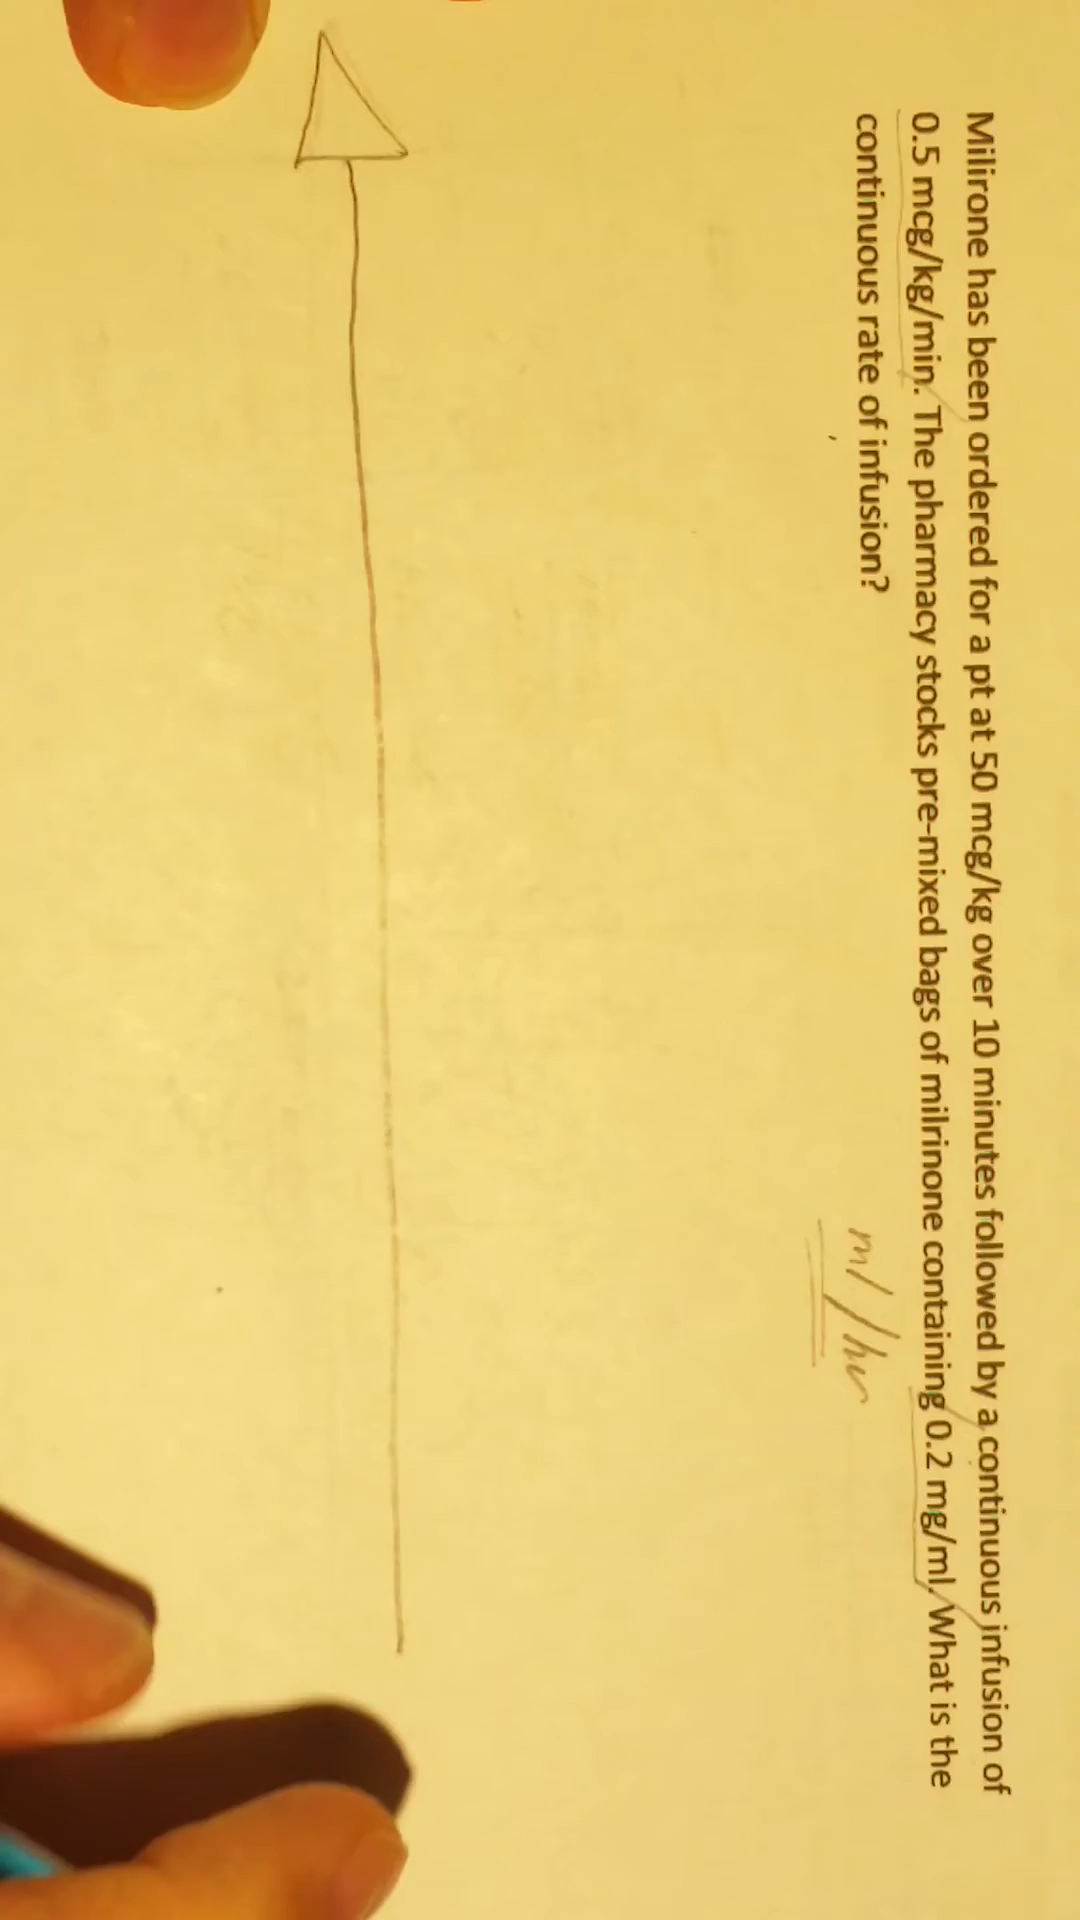 Milirone has been ordered for a pt at 50 mcg/kg over 10 minutes followed by a continuous infusion of
0.5 mcg/kg/min. The pharmacy stocks pre-mixed bags of milrinone containing 0.2 mg/ml. What is the
continuous rate of infusion?
ml/hr